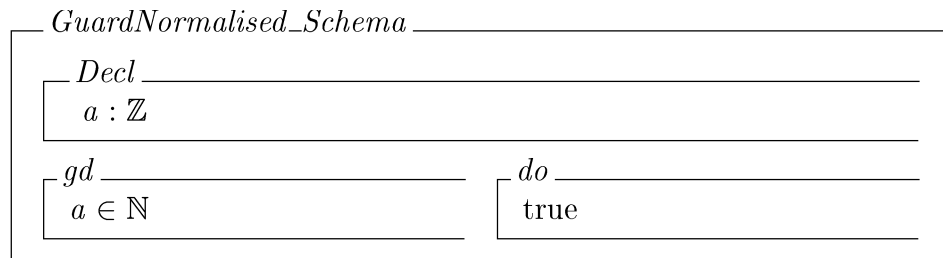 GuardNormalised_Schema
Decl
a : ℤ
gd do
a ∈ ℕ true